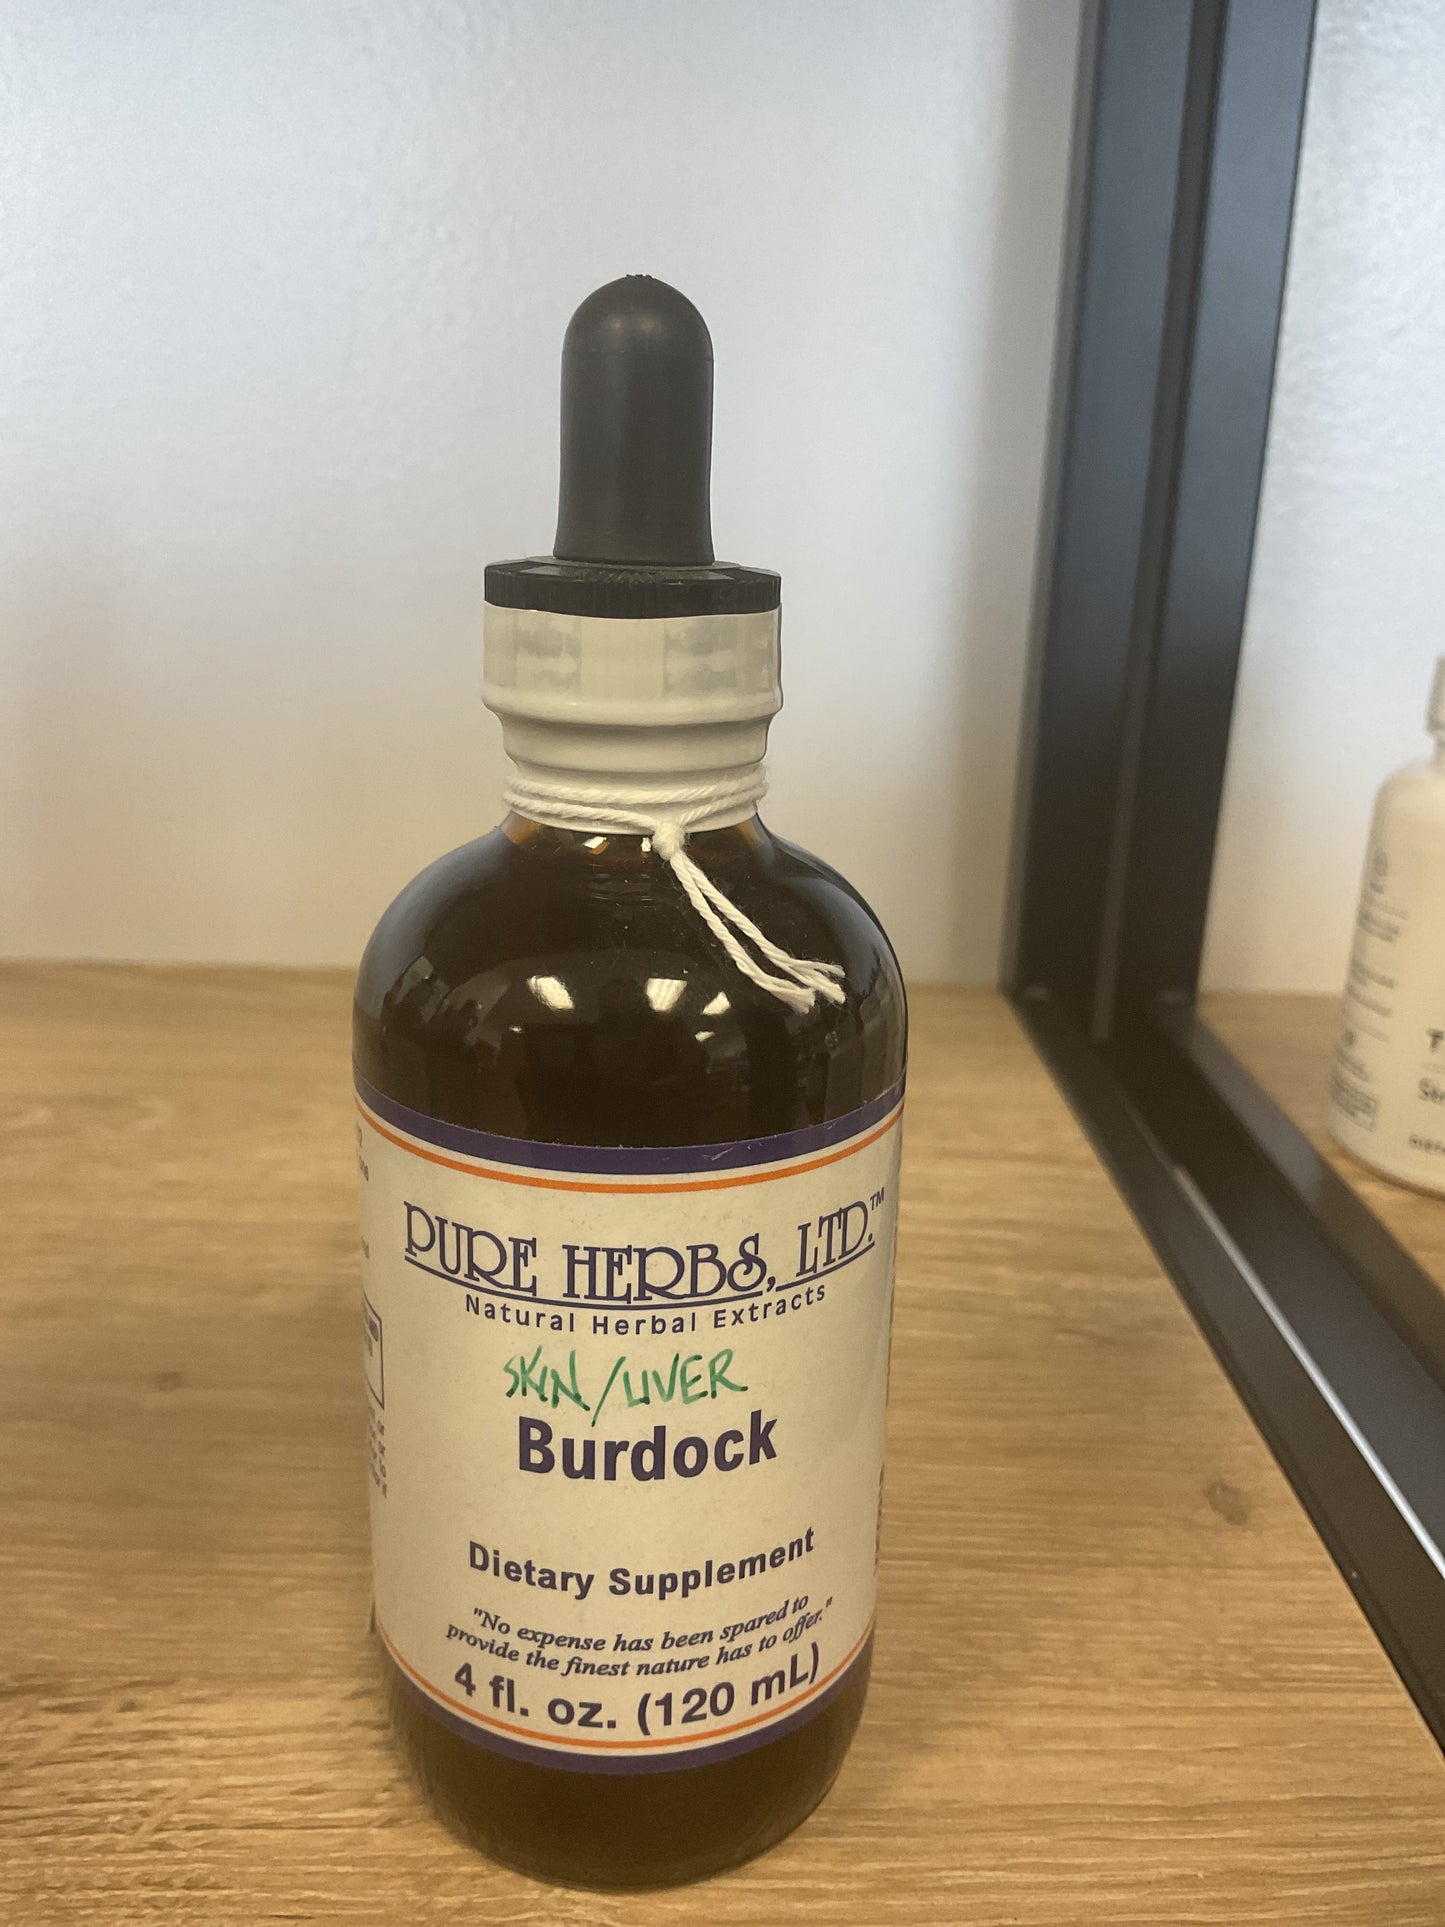 PURE HERBS, LTD.™
Natural Herbal Extracts
SKIN/LIVER
Burdock
Dietary Supplement
"No expense has been spared to
provide the finest nature has to offer."
4 fl. oz. (120 mL)